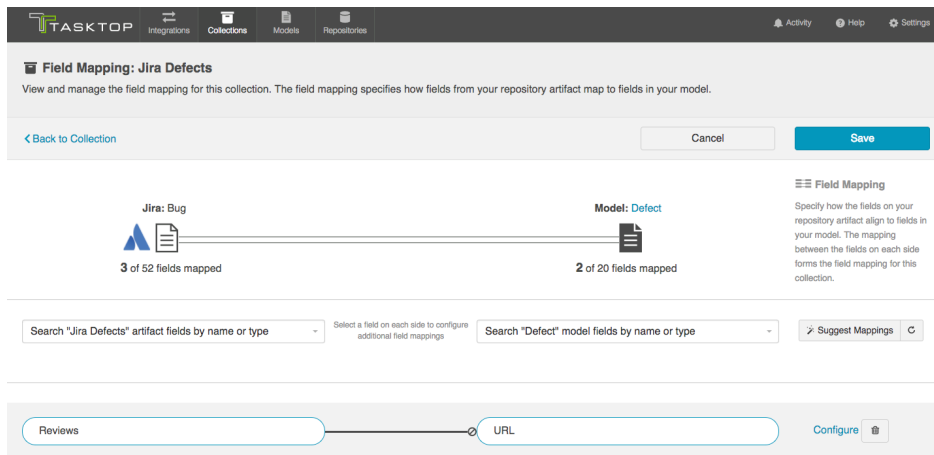 TASKTOP
Integrations
Collections
Models
Repositories
Activity
Help
Settings
Field Mapping: Jira Defects
View and manage the field mapping for this collection. The field mapping specifies how fields from your repository artifact map to fields in your model.
Back to Collection
Cancel
Save
Jira: Bug
3 of 52 fields mapped
Model: Defect
2 of 20 fields mapped
Field Mapping
Specify how the fields on your
repository artifact align to fields in
your model. The mapping
between the fields on each side
forms the field mapping for this
collection.
Search "Jira Defects" artifact fields by name or type
Select a field on each side to configure
additional field mappings
Search "Defect" model fields by name or type
Suggest Mappings
Reviews
URL
Configure